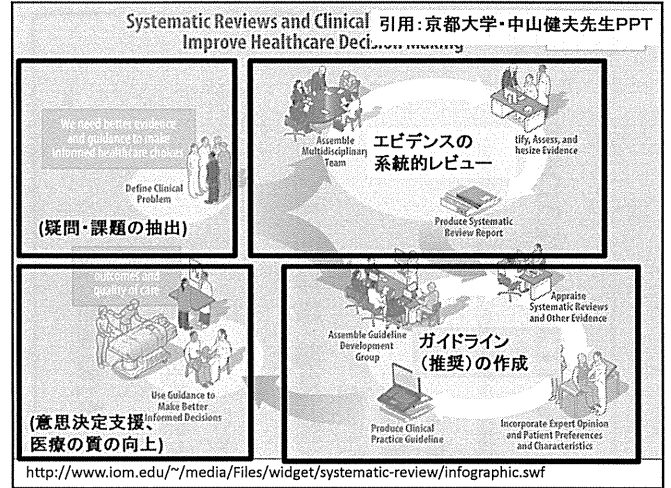 Systematic Reviews and Clinical
引用:京都大学・中山健夫先生PPT
Improve Healthcare Decision Making
We need better evidence
and guidance to make
informed healthcare choices
Define Clinical
Problem
(疑問・課題の抽出)
Assemble
Multidisciplinary
Team
エビデンスの
系統的レビュー
tify, Assess, and
hesize Evidence
Produce Systematic
Review Report
outcomes and
quality of care
Use Guidance to
Make Better
Informed Decisions
(意思決定支援、
医療の質の向上)
Assemble Guideline
Development
Group
ガイドライン
(推奨)の作成
Appraise
Systematic Reviews
and Other Evidence
Produce Clinical
Practice Guideline
Incorporate Expert Opinion
and Patient Preferences
and Characteristics
http://www.iom.edu/~/media/Files/widget/systematic-review/infographic.swf